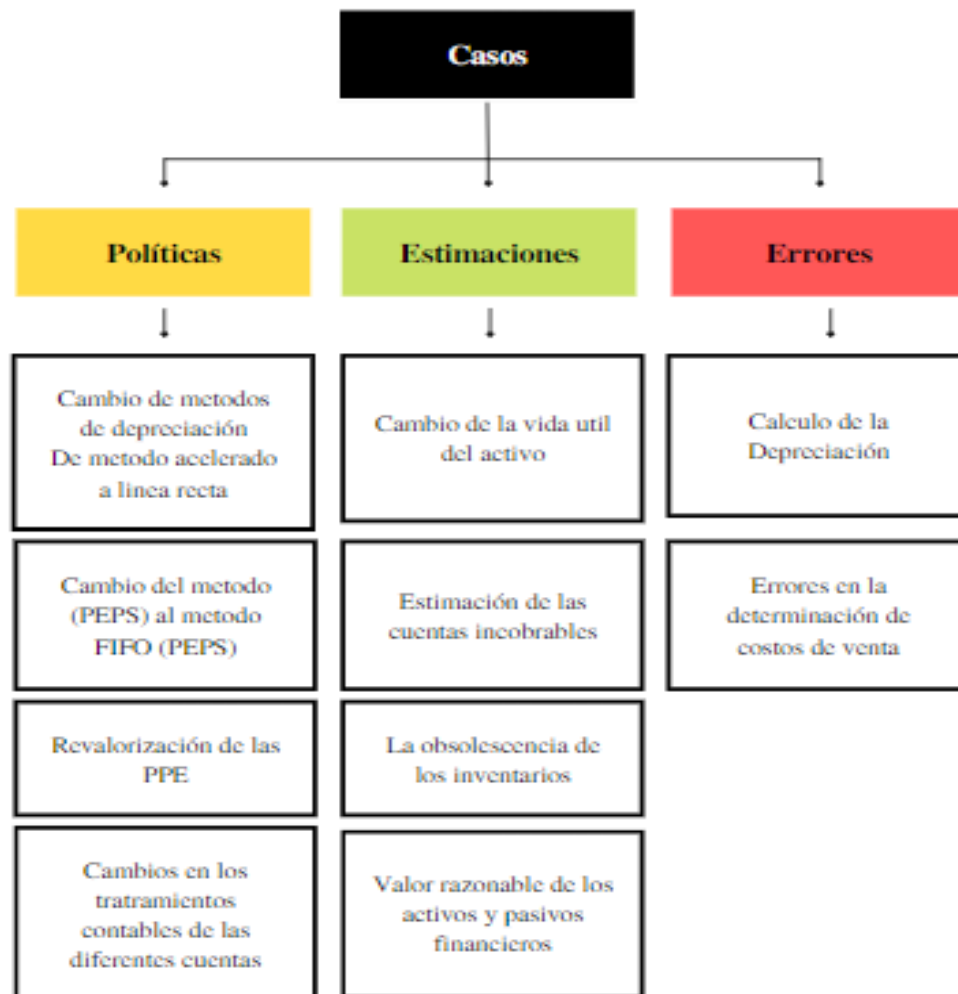 Casos
Políticas
Estimaciones
Errores
Cambio de metodos
de depreciación
De metodo acelerado
a linea recta
Cambio de la vida util
del activo
Calculo de la
Depreciación
Cambio del metodo
(PEPS) al metodo
FIFO (PEPS)
Estimación de las
cuentas incobrables
Errores en la
determinación de
costos de venta
Revalorización de las
PPE
La obsolescencia de
los inventarios
Cambios en los
tratramientos
contables de las
diferentes cuentas
Valor razonable de los
activos y pasivos
financieros